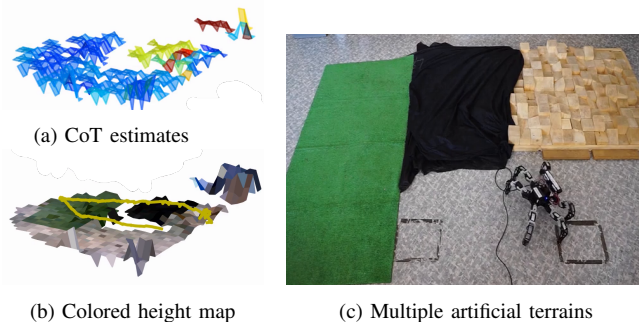 (a) CoT estimates
(b) Colored height map
(c) Multiple artificial terrains